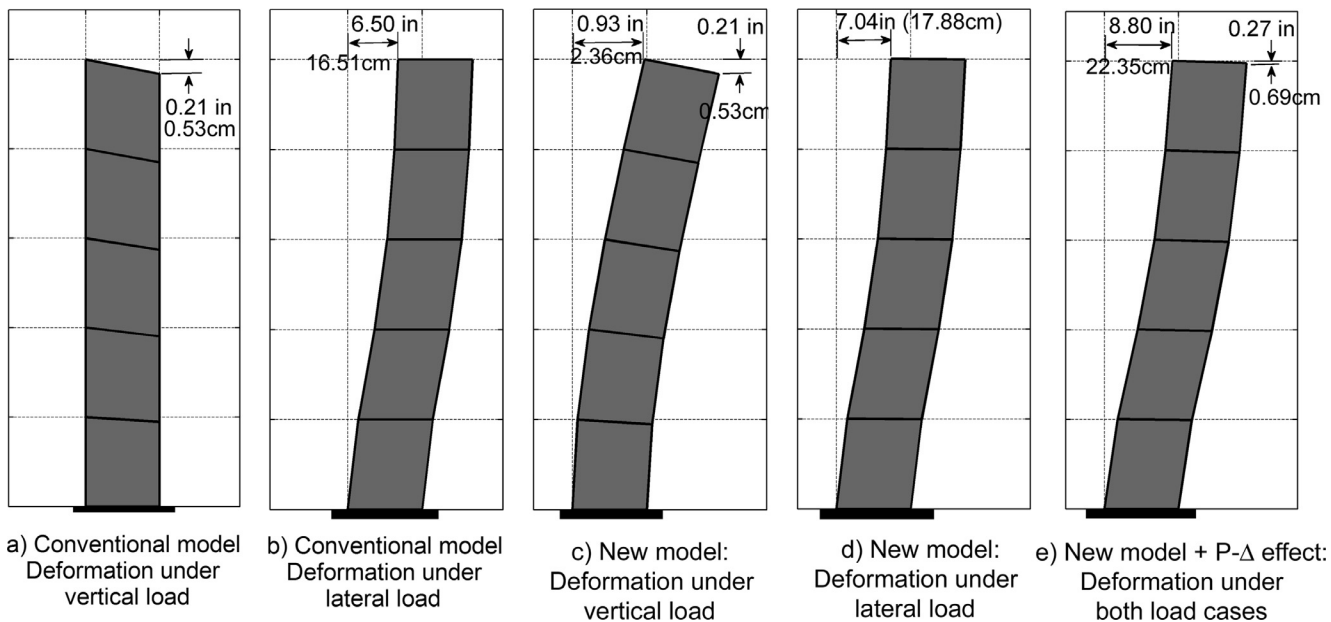 0.21 in
0.53cm
a) Conventional model
Deformation under
vertical load
6.50 in
16.51cm
b) Conventional model
Deformation under
lateral load
0.93 in
2.36cm
0.21 in
0.53cm
c) New model:
Deformation under
vertical load
7.04in (17.88cm)
d) New model:
Deformation under
lateral load
8.80 in
22.35cm
0.27 in
0.69cm
e) New model + P-Δ effect:
Deformation under
both load cases